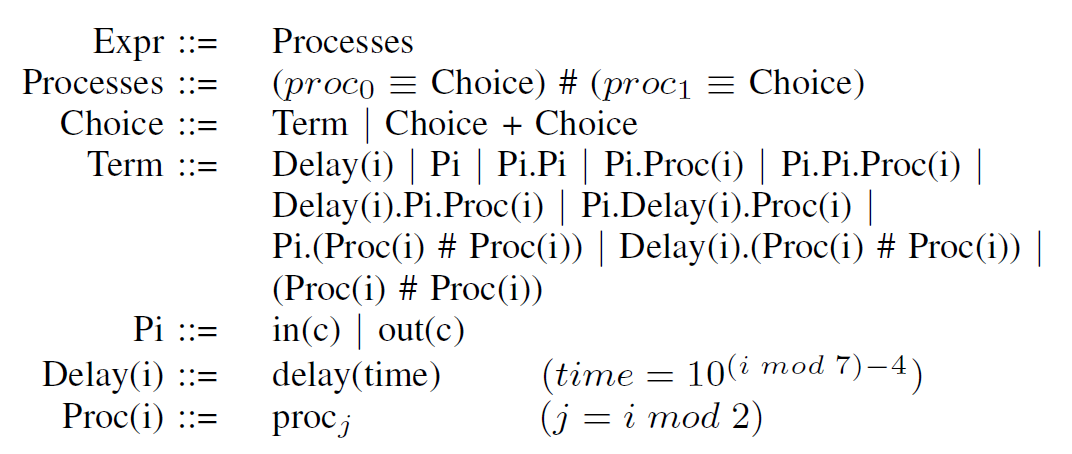 Expr ::= Processes
Processes ::= (proc₀ ≡ Choice) # (proc₁ ≡ Choice)
Choice ::= Term | Choice + Choice
Term ::= Delay(i) | Pi | Pi.Pi | Pi.Proc(i) | Pi.Pi.Proc(i) |
Delay(i).Pi.Proc(i) | Pi.Delay(i).Proc(i) |
Pi.(Proc(i) # Proc(i)) | Delay(i).(Proc(i) # Proc(i)) |
(Proc(i) # Proc(i))
Pi ::= in(c) | out(c)
Delay(i) ::= delay(time) (time = 10^{(i mod 7)−4})
Proc(i) ::= proc_j (j = i mod 2)